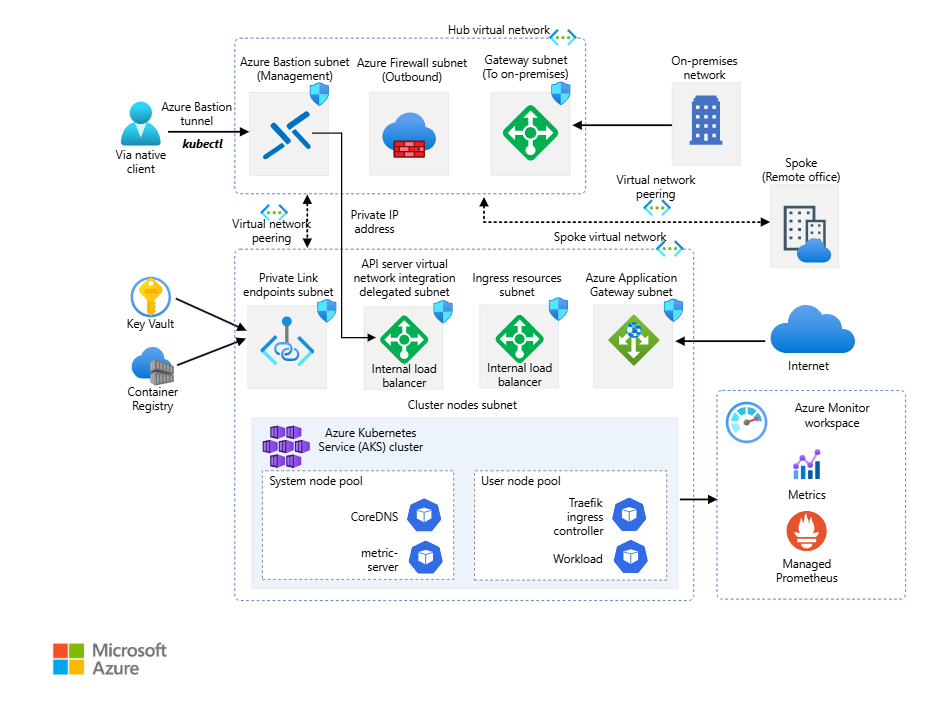 Hub virtual network
Azure Bastion subnet
(Management)
Azure Firewall subnet
(Outbound)
Gateway subnet
(To on-premises)
On-premises
network
Azure Bastion
tunnel
kubectl
Via native
client
Spoke
(Remote office)
Virtual network
peering
Virtual network
peering
Private IP
address
Spoke virtual network
Private Link
endpoints subnet
API server virtual
network integration
delegated subnet
Ingress resources
subnet
Azure Application
Gateway subnet
Key Vault
Container
Registry
Internal load
balancer
Internal load
balancer
Internet
Cluster nodes subnet
Azure Kubernetes
Service (AKS) cluster
System node pool
CoreDNS
metric-
server
User node pool
Traefik
ingress
controller
Workload
Azure Monitor
workspace
Metrics
Managed
Prometheus
Microsoft
Azure